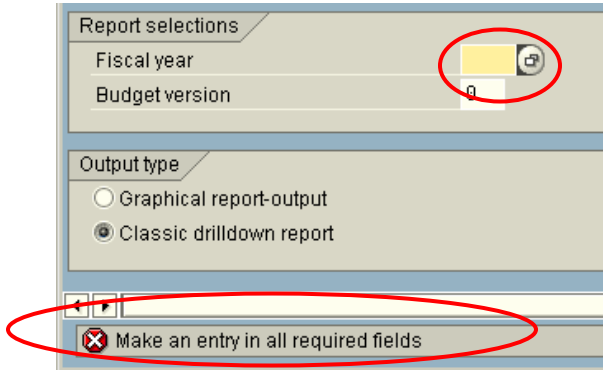 Report selections
Fiscal year
Budget version 0
Output type
Graphical report-output
Classic drilldown report
Make an entry in all required fields